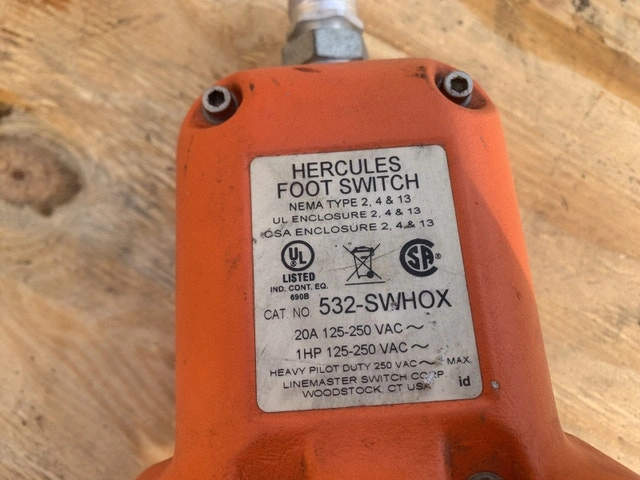 HERCULES
FOOT SWITCH
NEMA TYPE 2, 4 & 13
UL ENCLOSURE 2, 4 & 13
CSA ENCLOSURE 2, 4 & 13
UL
LISTED
IND. CONT. EQ.
690B
SA
CAT. NO. 532-SWHOX
20A 125-250 VAC ~
1HP 125-250 VAC ~
HEAVY PILOT DUTY 250 VAC ~ MAX.
LINEMASTER SWITCH CORP
WOODSTOCK, CT USA id